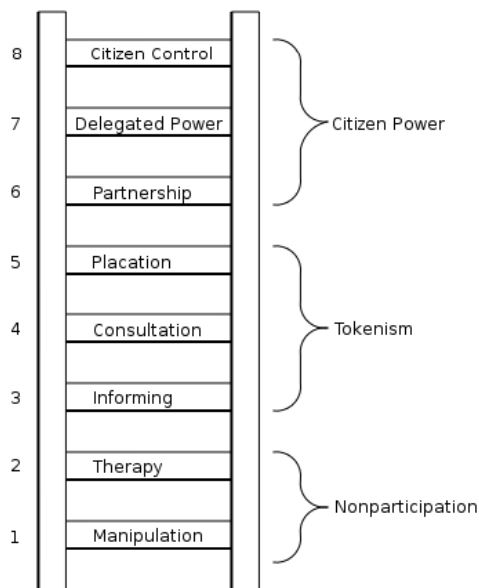 8 Citizen Control
7 Delegated Power
Citizen Power
6 Partnership
5 Placation
4 Consultation
Tokenism
3 Informing
2 Therapy
Nonparticipation
1 Manipulation